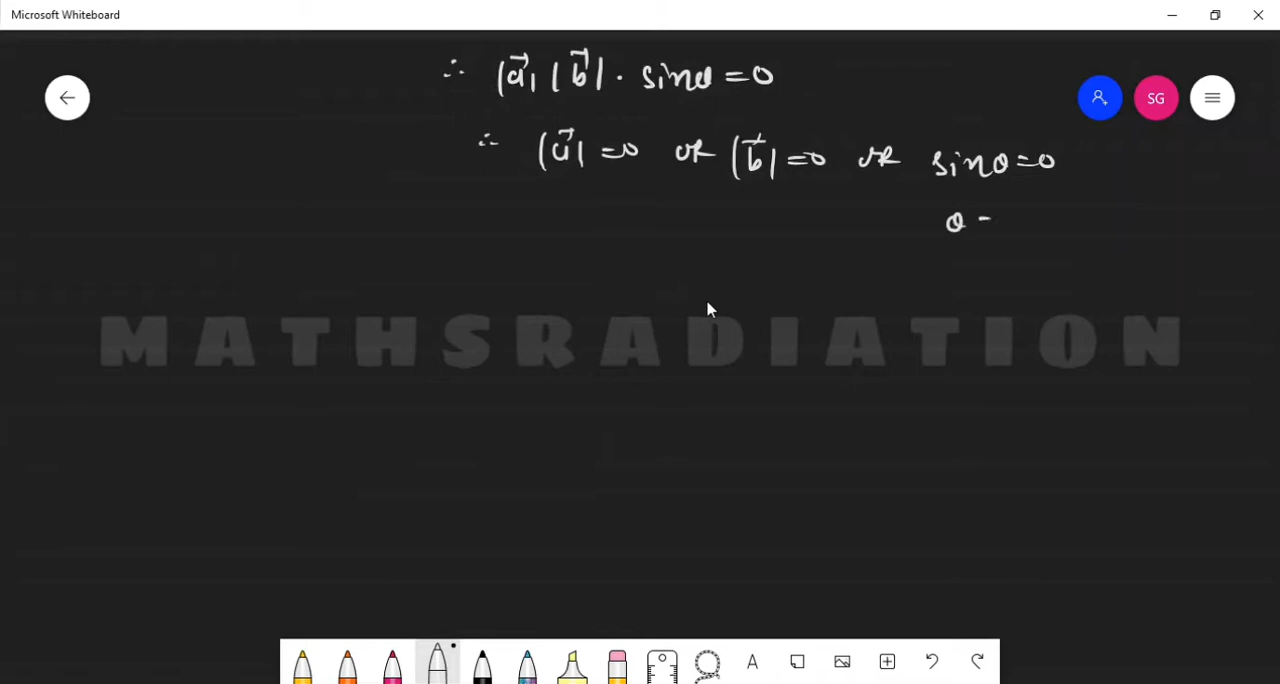 Microsoft Whiteboard
∴ |a⃗| |b⃗| · sinθ = 0
SG
∴ |a⃗| = 0 or |b⃗| = 0 or sinθ = 0
θ -
MATHSRADIATION
A